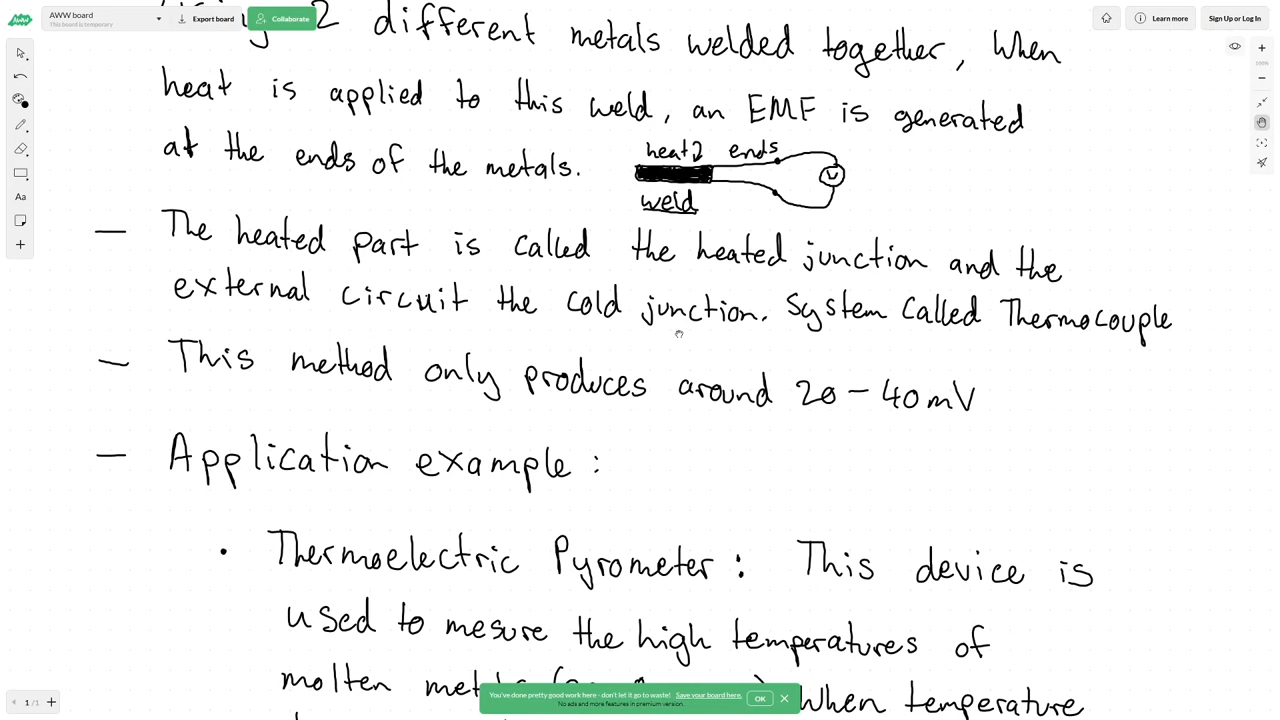 AWW board
This board is temporary
Export board
Collaborate
Learn more
Sign Up or Log In
2 different metals welded together, When
heat is applied to this weld, an EMF is generated
at the ends of the metals.
heat
ends
V
weld
100%
Aa
— The heated part is called the heated junction and the
external circuit the cold junction. System Called Thermocouple
— This method only produces around 20 - 40 mV
— Application example :
• Thermoelectric Pyrometer : This device is
used to mesure the high temperatures of
molten When temperature
You've done pretty good work here - don't let it go to waste! Save your board here.
No ads and more features in premium version.
OK
1 / 1